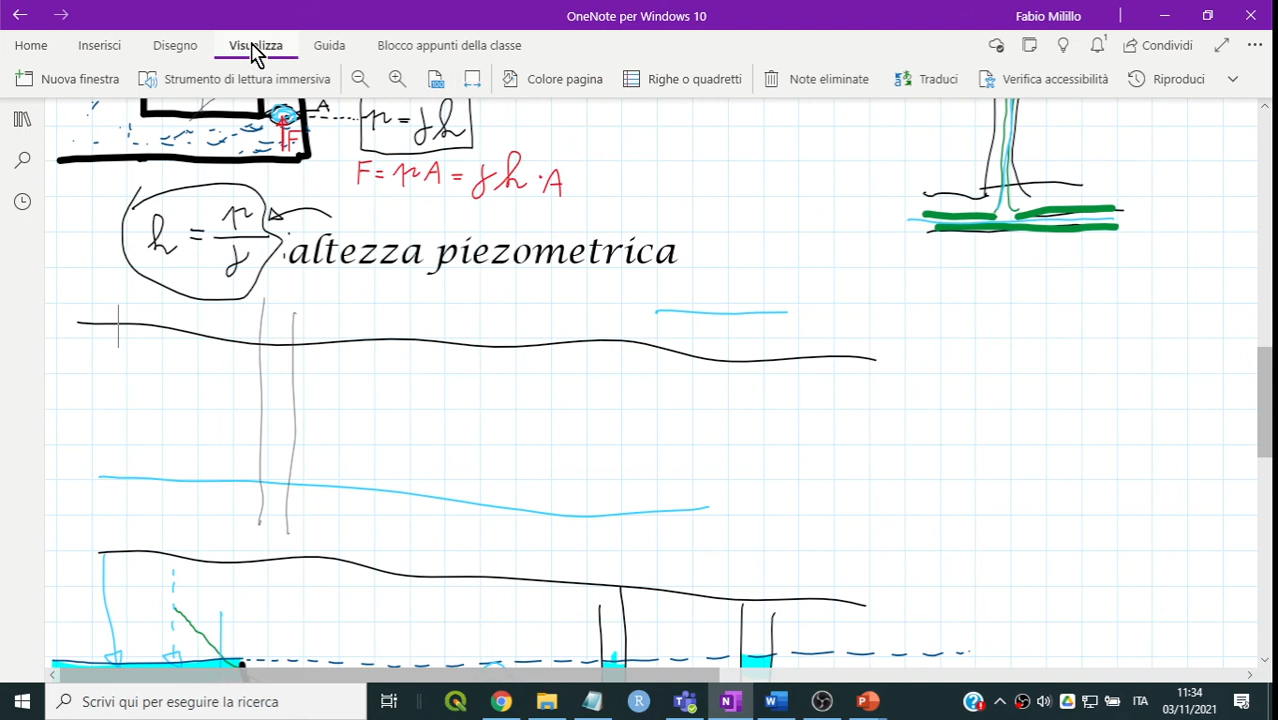 OneNote per Windows 10
Fabio Milillo
Home Inserisci Disegno Visualizza Guida Blocco appunti della classe Condividi
Nuova finestra Strumento di lettura immersiva Colore pagina Righe o quadretti Note eliminate Traduci Verifica accessibilità Riproduci
A
p = γh
F
F = pA = γh · A
h = p/γ :altezza piezometrica
Scrivi qui per eseguire la ricerca
ITA
11:34
03/11/2021